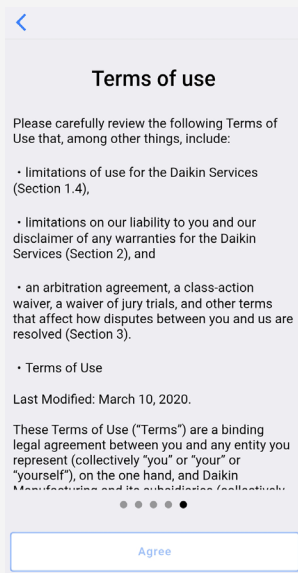 Terms of use
Please carefully review the following Terms of
Use that, among other things, include:
・limitations of use for the Daikin Services
(Section 1.4),
・limitations on our liability to you and our
disclaimer of any warranties for the Daikin
Services (Section 2), and
・an arbitration agreement, a class-action
waiver, a waiver of jury trials, and other terms
that affect how disputes between you and us are
resolved (Section 3).
・Terms of Use
Last Modified: March 10, 2020.
These Terms of Use (“Terms”) are a binding
legal agreement between you and any entity you
represent (collectively “you” or “your” or
“yourself”), on the one hand, and Daikin
Manufacturing and its subsidiaries (collectively
Agree